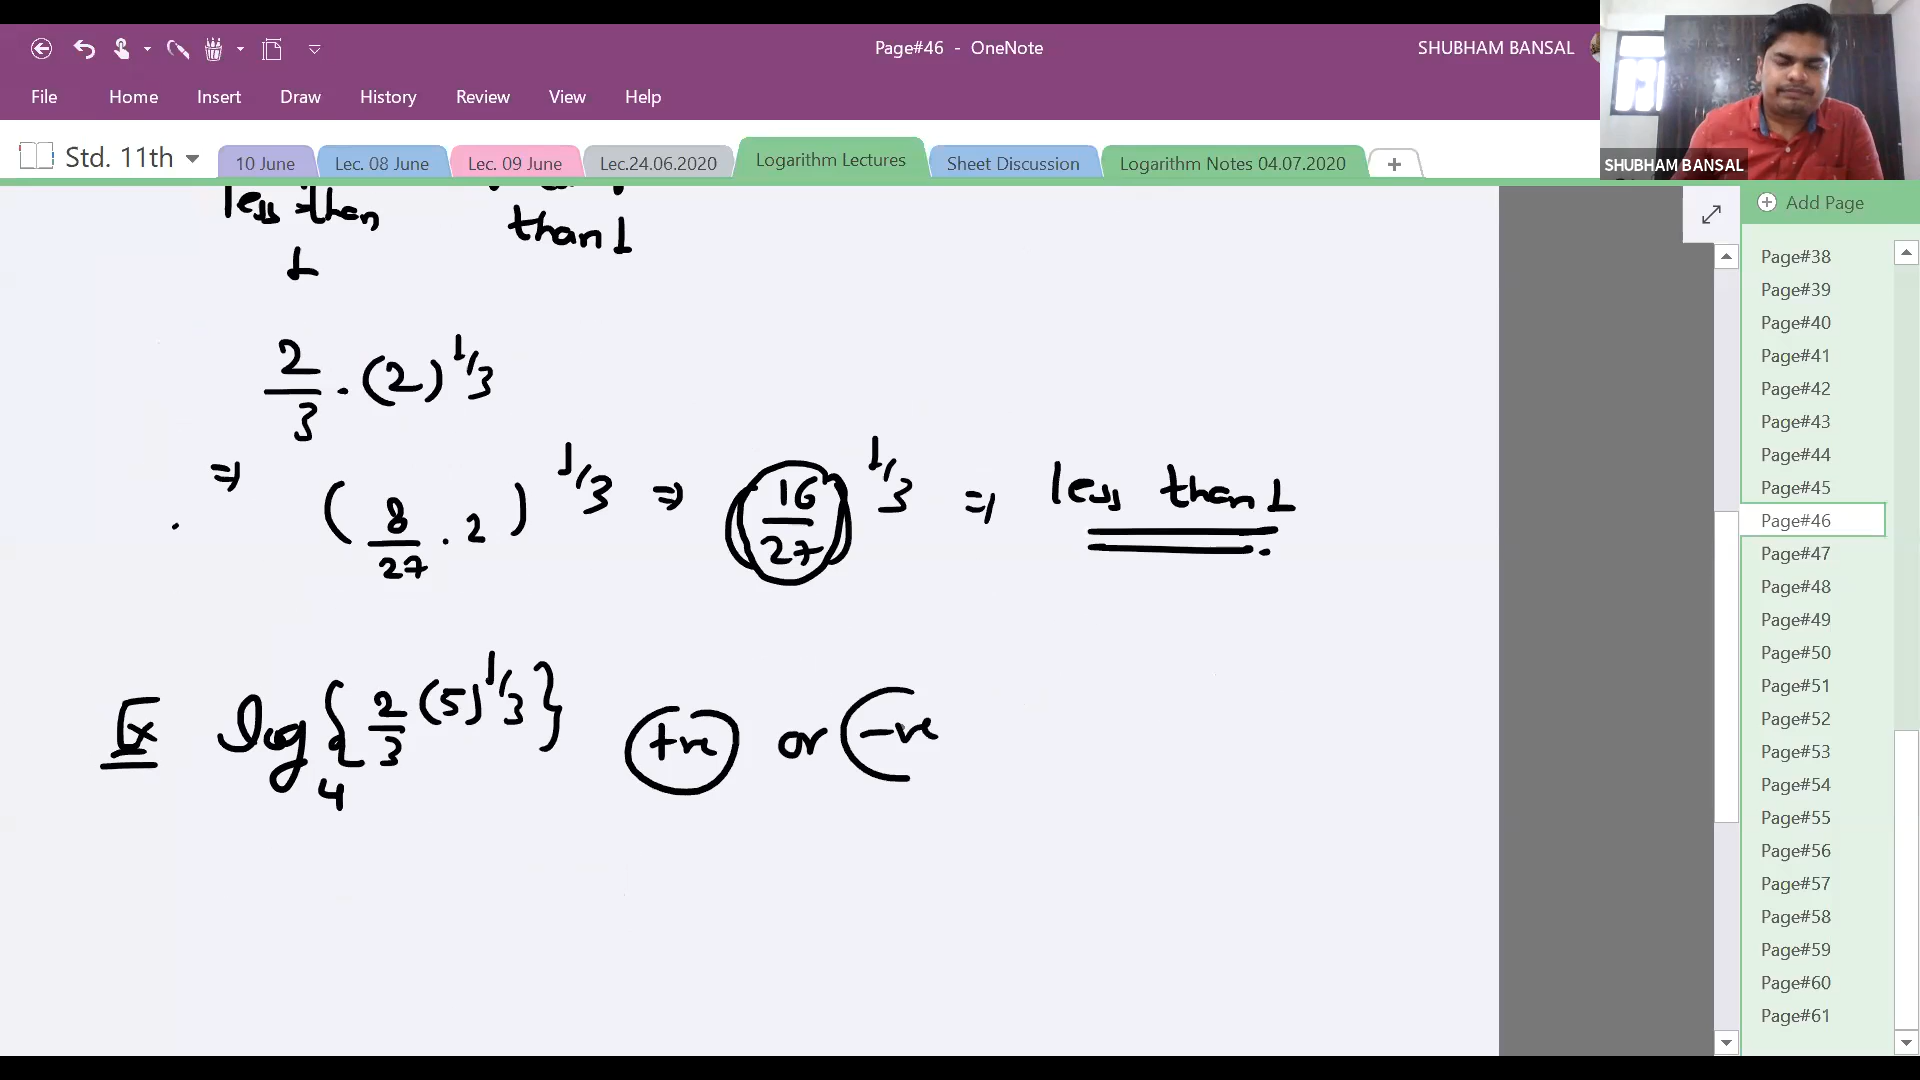 Page#46 - OneNote
SHUBHAM BANSAL
File Home Insert Draw History Review View Help
SHUBHAM BANSAL
Std. 11th
10 June
Lec. 08 June
Lec. 09 June
Lec.24.06.2020
Logarithm Lectures
Sheet Discussion
Logarithm Notes 04.07.2020
+
Add Page
less than
1
than 1
2/3 . (2)^1/3
⇒ (8/27 . 2)^1/3 ⇒ (16/27)^1/3 ⇒ less than 1
Ex log_4 {2/3 (5)^1/3} +ve or -ve
Page#38
Page#39
Page#40
Page#41
Page#42
Page#43
Page#44
Page#45
Page#46
Page#47
Page#48
Page#49
Page#50
Page#51
Page#52
Page#53
Page#54
Page#55
Page#56
Page#57
Page#58
Page#59
Page#60
Page#61